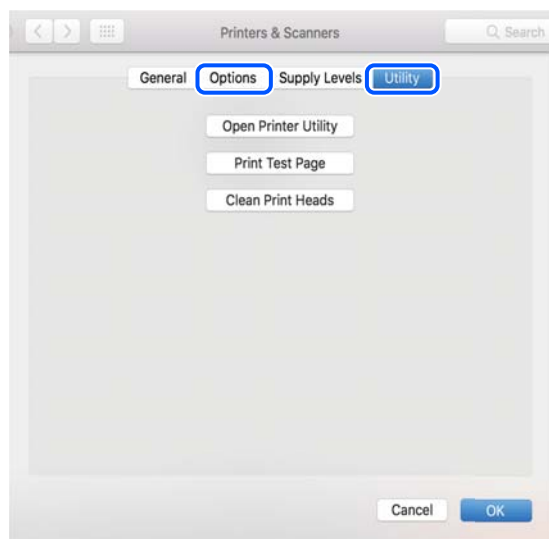 Printers & Scanners Search
General Options Supply Levels Utility
Open Printer Utility
Print Test Page
Clean Print Heads
Cancel OK